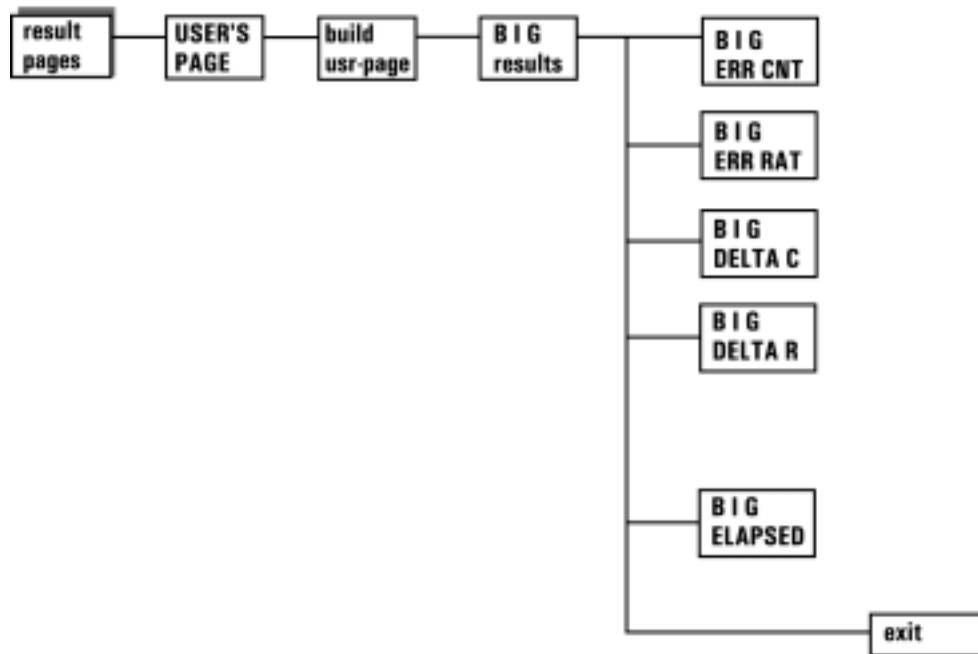 result
pages
USER'S
PAGE
build
usr-page
B I G
results
B I G
ERR CNT
B I G
ERR RAT
B I G
DELTA C
B I G
DELTA R
B I G
ELAPSED
exit